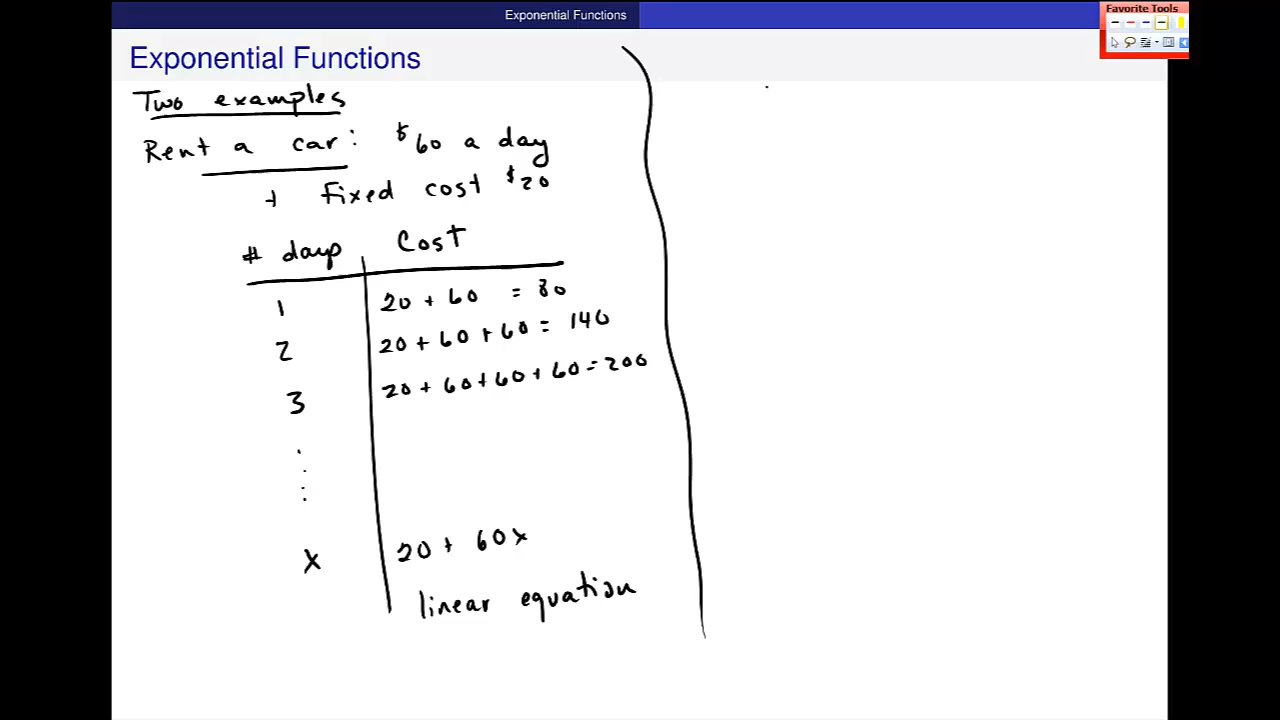 Exponential Functions
Favorite Tools
Exponential Functions
Two examples
Rent a car: $60 a day
+ Fixed cost $20
# days Cost
1 20 + 60 = 80
2 20 + 60 + 60 = 140
3 20 + 60 + 60 + 60 = 200
x 20 + 60x
linear equation